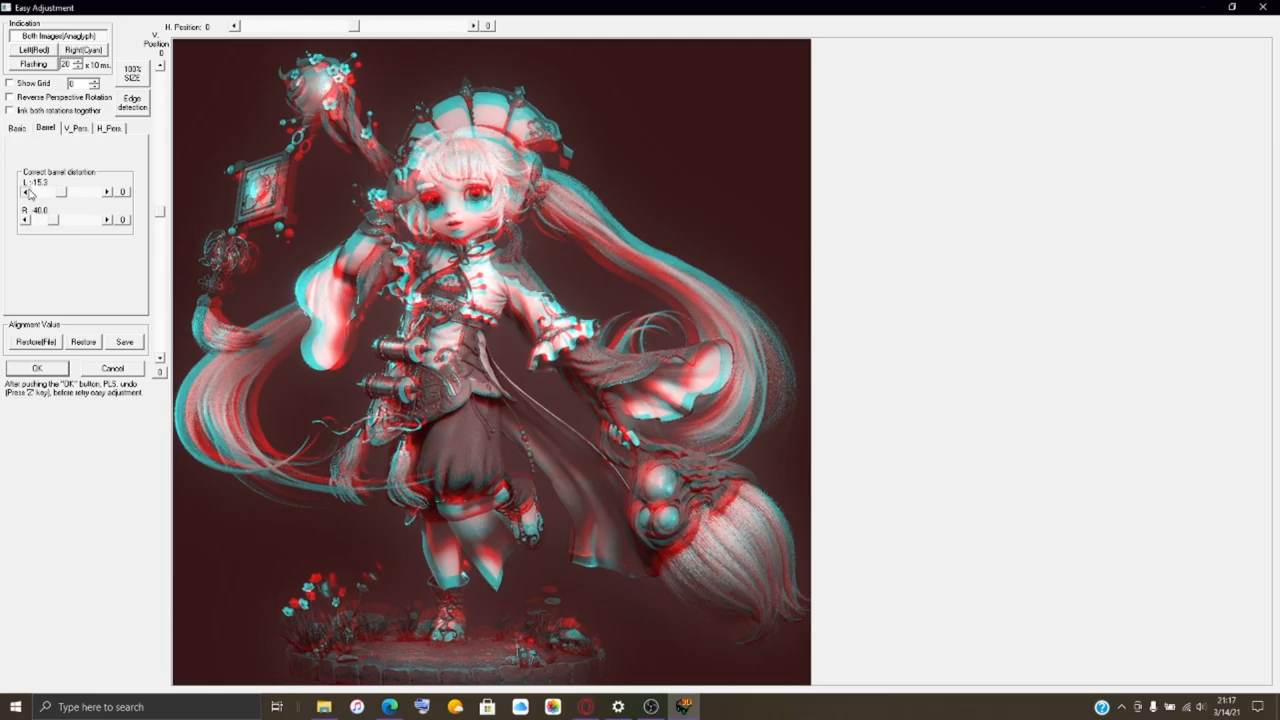 Easy Adjustment
Indication
Both Images(Anaglyph)
Left(Red) Right(Cyan)
Flashing 20 x 10 ms.
V. Position 0
H. Position: 0
0
100% SIZE
Show Grid 0
Reverse Perspective Rotation
link both rotations together
Edge detection
Basic Barrel V_Pers. H_Pers.
Correct barrel distortion
L :-15.3
0
R :-40.0
0
Alignment Value
Restore(File) Restore Save
OK Cancel
0
After pushing the "OK" button, PLS. undo
(Press 'Z' key), before retry easy adjustment.
Type here to search
21:17
3/14/21